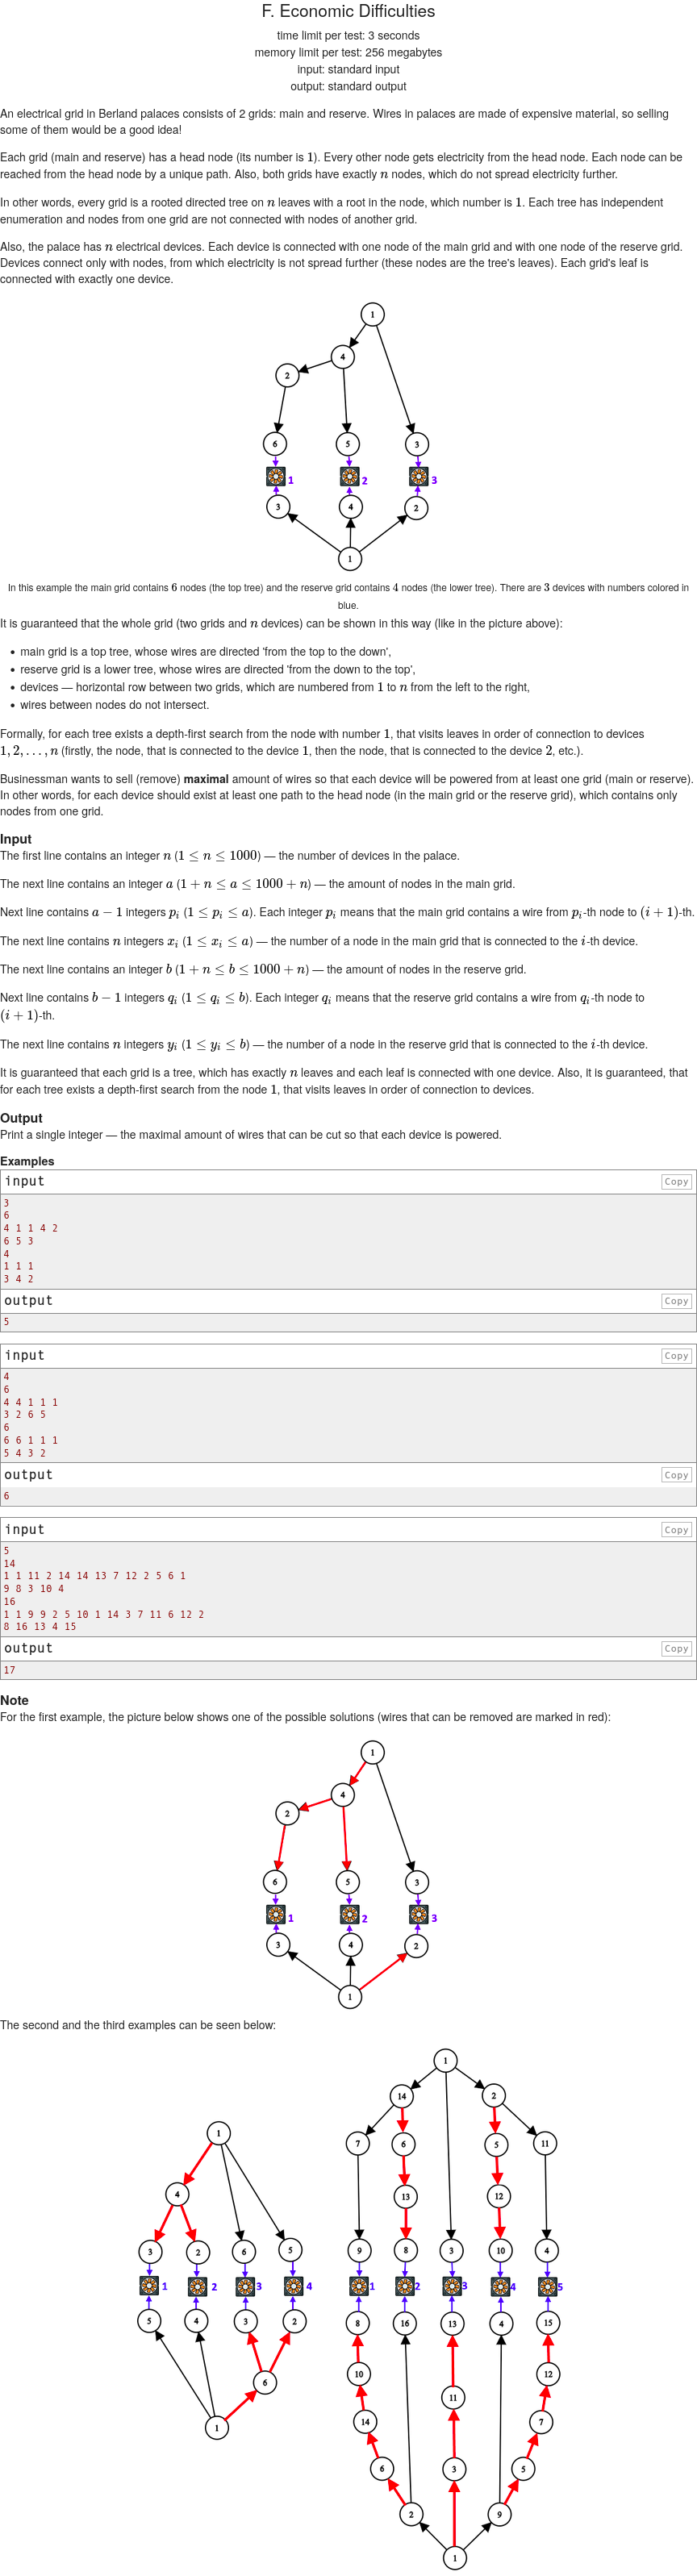 F. Economic Difficulties
time limit per test: 3 seconds
memory limit per test: 256 megabytes
input: standard input
output: standard output
An electrical grid in Berland palaces consists of 2 grids: main and reserve. Wires in palaces are made of expensive material, so selling
some of them would be a good idea!
Each grid (main and reserve) has a head node (its number is 1). Every other node gets electricity from the head node. Each node can be
reached from the head node by a unique path. Also, both grids have exactly n nodes, which do not spread electricity further.
In other words, every grid is a rooted directed tree on n leaves with a root in the node, which number is 1. Each tree has independent
enumeration and nodes from one grid are not connected with nodes of another grid.
Also, the palace has n electrical devices. Each device is connected with one node of the main grid and with one node of the reserve grid.
Devices connect only with nodes, from which electricity is not spread further (these nodes are the tree's leaves). Each grid's leaf is
connected with exactly one device.
1
4
2
6 5 3
1 2 3
3 4 2
1
In this example the main grid contains 6 nodes (the top tree) and the reserve grid contains 4 nodes (the lower tree). There are 3 devices with numbers colored in
blue.
It is guaranteed that the whole grid (two grids and n devices) can be shown in this way (like in the picture above):
• main grid is a top tree, whose wires are directed 'from the top to the down',
• reserve grid is a lower tree, whose wires are directed 'from the down to the top',
• devices — horizontal row between two grids, which are numbered from 1 to n from the left to the right,
• wires between nodes do not intersect.
Formally, for each tree exists a depth-first search from the node with number 1, that visits leaves in order of connection to devices
1, 2, . . . , n (firstly, the node, that is connected to the device 1, then the node, that is connected to the device 2, etc.).
Businessman wants to sell (remove) maximal amount of wires so that each device will be powered from at least one grid (main or reserve).
In other words, for each device should exist at least one path to the head node (in the main grid or the reserve grid), which contains only
nodes from one grid.
Input
The first line contains an integer n (1 ≤ n ≤ 1000) — the number of devices in the palace.
The next line contains an integer a (1 + n ≤ a ≤ 1000 + n) — the amount of nodes in the main grid.
Next line contains a − 1 integers p_i (1 ≤ p_i ≤ a). Each integer p_i means that the main grid contains a wire from p_i-th node to (i + 1)-th.
The next line contains n integers x_i (1 ≤ x_i ≤ a) — the number of a node in the main grid that is connected to the i-th device.
The next line contains an integer b (1 + n ≤ b ≤ 1000 + n) — the amount of nodes in the reserve grid.
Next line contains b − 1 integers q_i (1 ≤ q_i ≤ b). Each integer q_i means that the reserve grid contains a wire from q_i-th node to
(i + 1)-th.
The next line contains n integers y_i (1 ≤ y_i ≤ b) — the number of a node in the reserve grid that is connected to the i-th device.
It is guaranteed that each grid is a tree, which has exactly n leaves and each leaf is connected with one device. Also, it is guaranteed, that
for each tree exists a depth-first search from the node 1, that visits leaves in order of connection to devices.
Output
Print a single integer — the maximal amount of wires that can be cut so that each device is powered.
Examples
input
Copy
3
6
4 1 1 4 2
6 5 3
4
1 1 1
3 4 2
output
Copy
5
input
Copy
4
6
4 4 1 1 1
3 2 6 5
6
6 6 1 1 1
5 4 3 2
output
Copy
6
input
Copy
5
14
1 1 11 2 14 14 13 7 12 2 5 6 1
9 8 3 10 4
16
1 1 9 9 2 5 10 1 14 3 7 11 6 12 2
8 16 13 4 15
output
Copy
17
Note
For the first example, the picture below shows one of the possible solutions (wires that can be removed are marked in red):
1
4
2
6 5 3
1 2 3
3 4 2
1
The second and the third examples can be seen below:
1
4
3 2 6 5
1 2 3 4
5 4 3 2
6
1
1
14 2
7 6 5 11
13 12
9 8 3 10 4
1 2 3 4 5
8 16 13 4 15
10 12
14 11 7
6 3 5
2 9
1